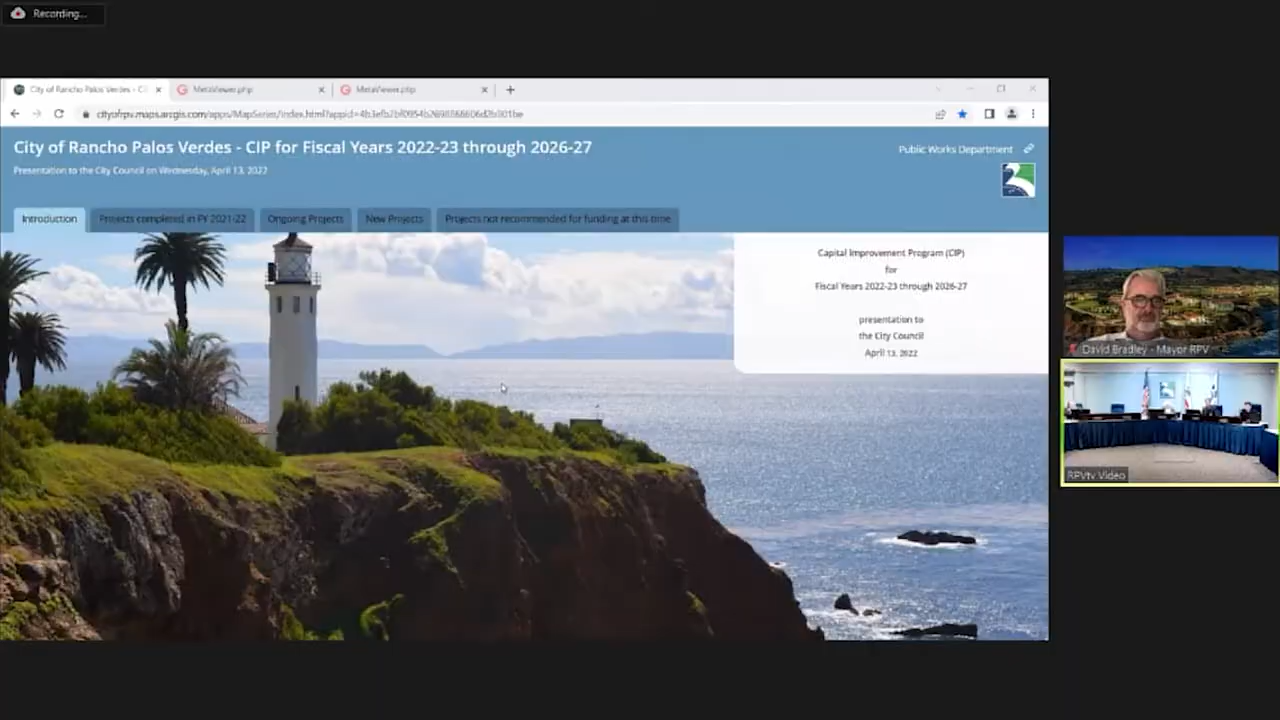 Recording...
City of Rancho Palos Verdes - CI
MetaViewer.php
MetaViewer.php
City of Rancho Palos Verdes - CIP for Fiscal Years 2022-23 through 2026-27
Public Works Department
Presentation to the City Council on Wednesday, April 13, 2022
Introduction
Projects completed in FY 2021-22
Ongoing Projects
New Projects
Projects not recommended for funding at this time
Capital Improvement Program (CIP)
for
Fiscal Years 2022-23 through 2026-27
presentation to
the City Council
April 13, 2022
David Bradley - Mayor RPV
RPVtv Video